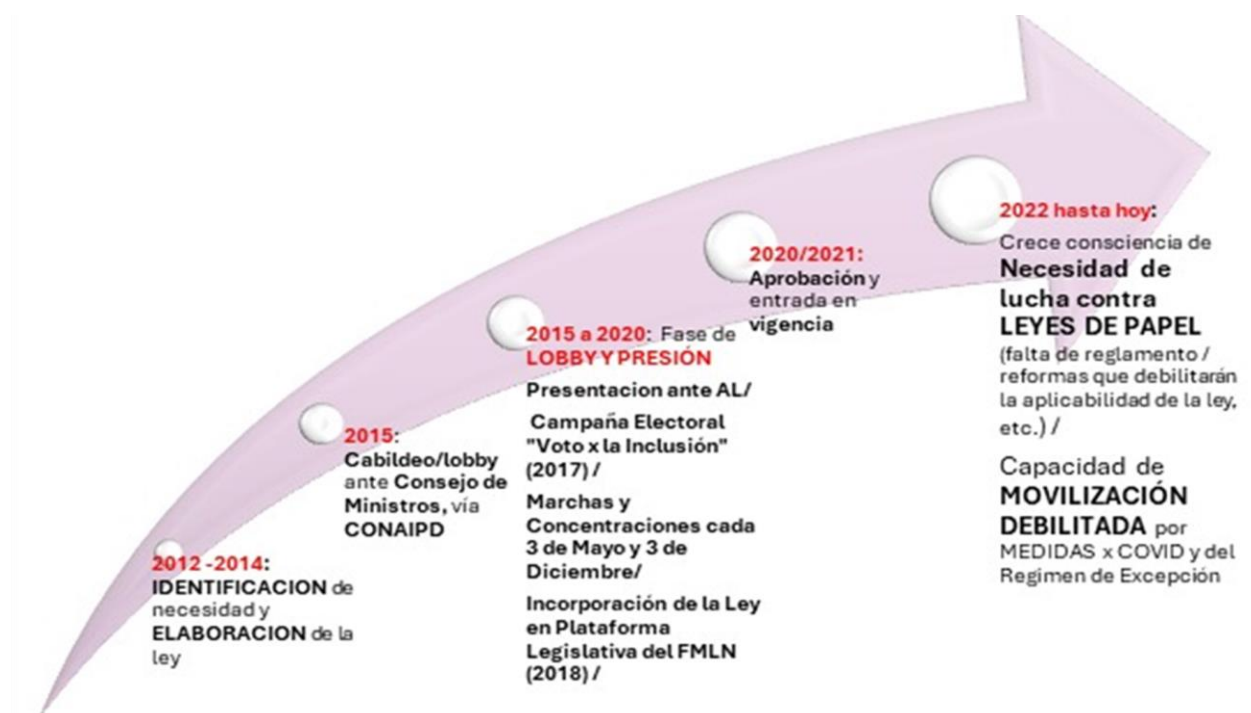 2012 -2014:
IDENTIFICACION de
necesidad y
ELABORACION de la
ley
2015:
Cabildeo/lobby
ante Consejo de
Ministros, vía
CONAIPD
2015 a 2020: Fase de
LOBBY Y PRESIÓN
Presentacion ante AL/
Campaña Electoral
"Voto x la Inclusión"
(2017) /
Marchas y
Concentraciones cada
3 de Mayo y 3 de
Diciembre/
Incorporación de la Ley
en Plataforma
Legislativa del FMLN
(2018) /
2020/2021:
Aprobación y
entrada en
vigencia
2022 hasta hoy:
Crece consciencia de
Necesidad de
lucha contra
LEYES DE PAPEL
(falta de reglamento /
reformas que debilitarán
la aplicabilidad de la ley,
etc.) /
Capacidad de
MOVILIZACIÓN
DEBILITADA por
MEDIDAS x COVID y del
Regimen de Excepción